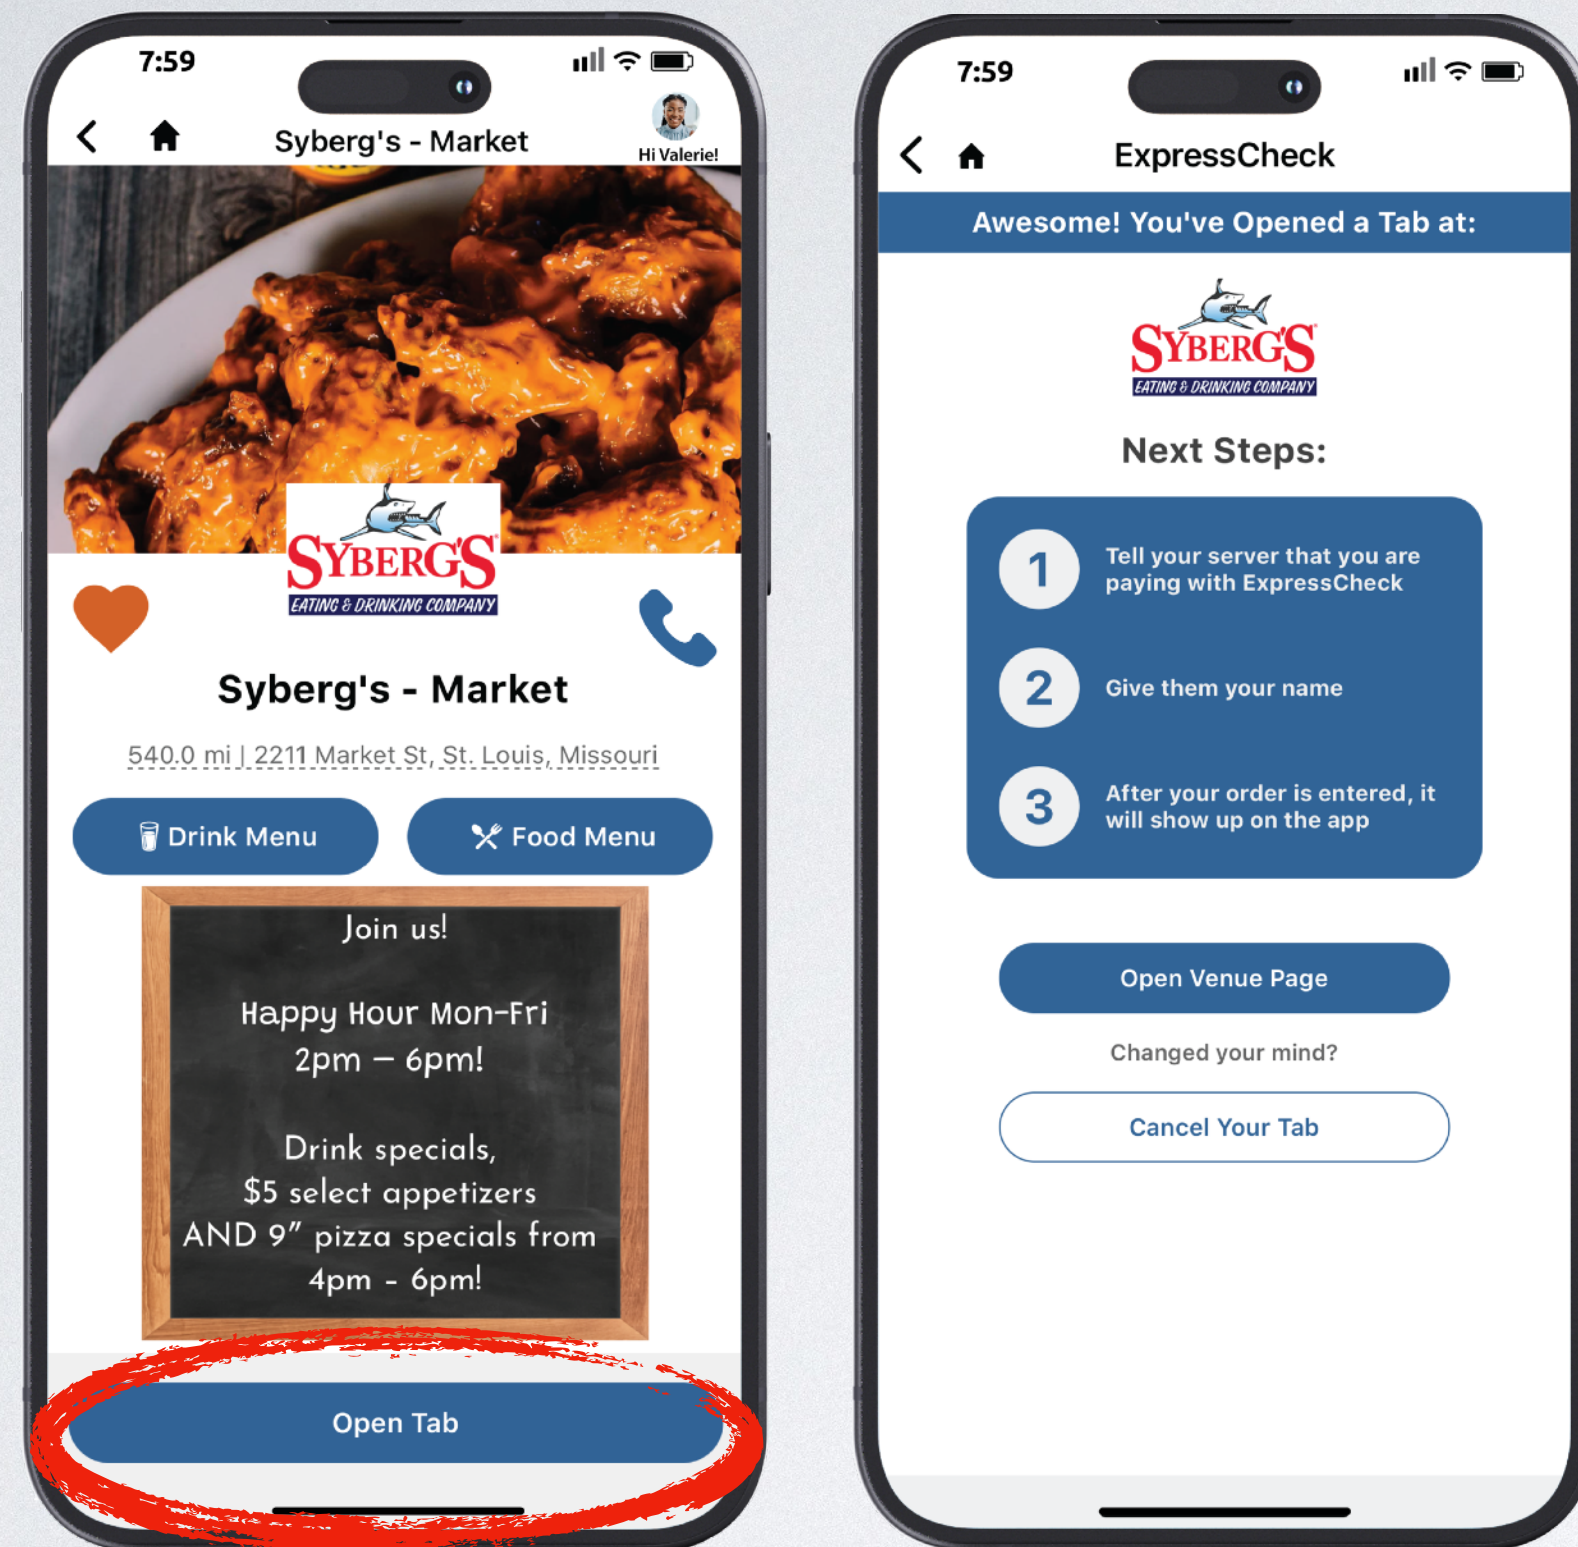 7:59
Syberg's - Market
Hi Valerie!
SYBERG'S
EATING & DRINKING COMPANY
Syberg's - Market
540.0 mi | 2211 Market St, St. Louis, Missouri
Drink Menu
Food Menu
Join us!
Happy Hour Mon-Fri
2pm – 6pm!
Drink specials,
$5 select appetizers
AND 9” pizza specials from
4pm - 6pm!
Open Tab
7:59
ExpressCheck
Awesome! You've Opened a Tab at:
SYBERG'S
EATING & DRINKING COMPANY
Next Steps:
1
Tell your server that you are
paying with ExpressCheck
2
Give them your name
3
After your order is entered, it
will show up on the app
Open Venue Page
Changed your mind?
Cancel Your Tab